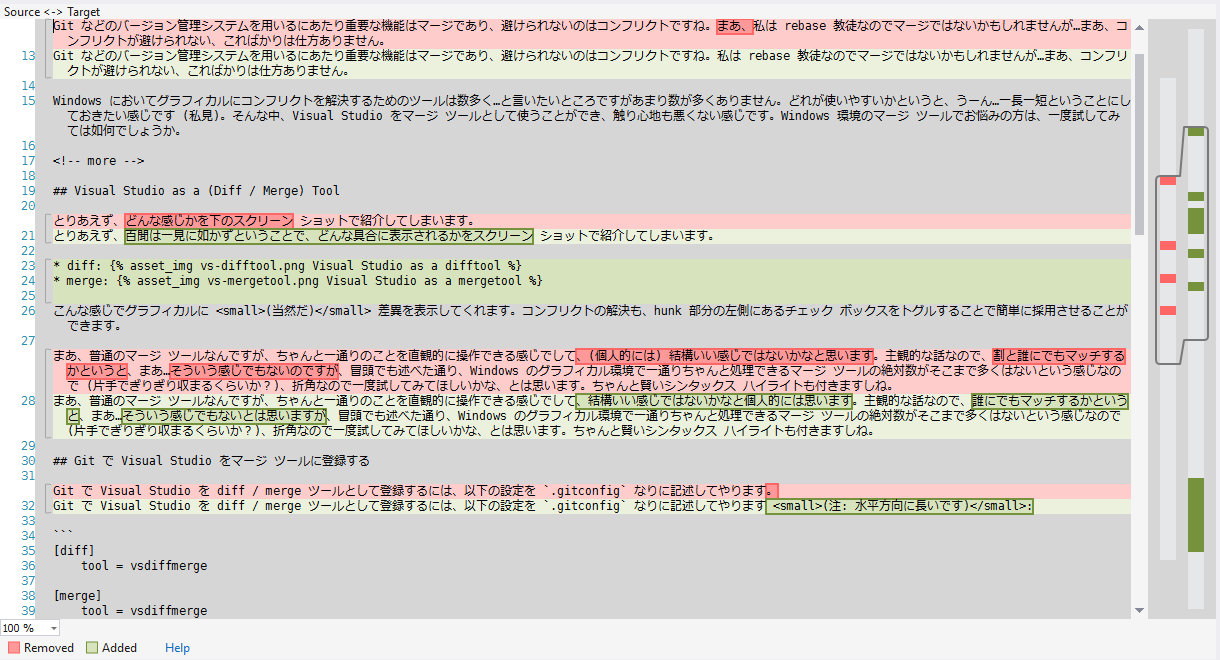 Source <-> Target
Git などのバージョン管理システムを用いるにあたり重要な機能はマージであり、避けられないのはコンフリクトですね。まあ、私は rebase 教徒なのでマージではないかもしれませんが…まあ、コ
ンフリクトが避けられない、こればかりは仕方ありません。
13 Git などのバージョン管理システムを用いるにあたり重要な機能はマージであり、避けられないのはコンフリクトですね。私は rebase 教徒なのでマージではないかもしれませんが…まあ、コンフリ
クトが避けられない、こればかりは仕方ありません。
14
15 Windows においてグラフィカルにコンフリクトを解決するためのツールは数多く…と言いたいところですがあまり数が多くありません。どれが使いやすいかというと、うーん…一長一短ということにし
ておきたい感じです (私見)。そんな中、Visual Studio をマージ ツールとして使うことができ、触り心地も悪くない感じです。Windows 環境のマージ ツールでお悩みの方は、一度試してみ
ては如何でしょうか。
16
17 <!-- more -->
18
19 ## Visual Studio as a (Diff / Merge) Tool
20
とりあえず、どんな感じかを下のスクリーン ショットで紹介してしまいます。
21 とりあえず、百聞は一見に如かずということで、どんな具合に表示されるかをスクリーン ショットで紹介してしまいます。
22
23 * diff: {% asset_img vs-difftool.png Visual Studio as a difftool %}
24 * merge: {% asset_img vs-mergetool.png Visual Studio as a mergetool %}
25
26 こんな感じでグラフィカルに <small>(当然だ)</small> 差異を表示してくれます。コンフリクトの解決も、hunk 部分の左側にあるチェック ボックスをトグルすることで簡単に採用させることが
できます。
27
まあ、普通のマージ ツールなんですが、ちゃんと一通りのことを直観的に操作できる感じでして、(個人的には) 結構いい感じではないかなと思います。主観的な話なので、割と誰にでもマッチする
かというと、まあ…そういう感じでもないのですが、冒頭でも述べた通り、Windows のグラフィカル環境で一通りちゃんと処理できるマージ ツールの絶対数がそこまで多くはないという感じなの
で (片手でぎりぎり収まるくらいか？)、折角なので一度試してみてほしいかな、とは思います。ちゃんと賢いシンタックス ハイライトも付きますしね。
28 まあ、普通のマージ ツールなんですが、ちゃんと一通りのことを直観的に操作できる感じでして、結構いい感じではないかなと個人的には思います。主観的な話なので、誰にでもマッチするかという
と、まあ…そういう感じでもないとは思いますが、冒頭でも述べた通り、Windows のグラフィカル環境で一通りちゃんと処理できるマージ ツールの絶対数がそこまで多くはないという感じなので
(片手でぎりぎり収まるくらいか？)、折角なので一度試してみてほしいかな、とは思います。ちゃんと賢いシンタックス ハイライトも付きますしね。
29
30 ## Git で Visual Studio をマージ ツールに登録する
31
Git で Visual Studio を diff / merge ツールとして登録するには、以下の設定を `.gitconfig` なりに記述してやります。
32 Git で Visual Studio を diff / merge ツールとして登録するには、以下の設定を `.gitconfig` なりに記述してやります <small>(注: 水平方向に長いです)</small>:
33
34 ```
35 [diff]
36 tool = vsdiffmerge
37
38 [merge]
39 tool = vsdiffmerge
100 %
Removed Added Help